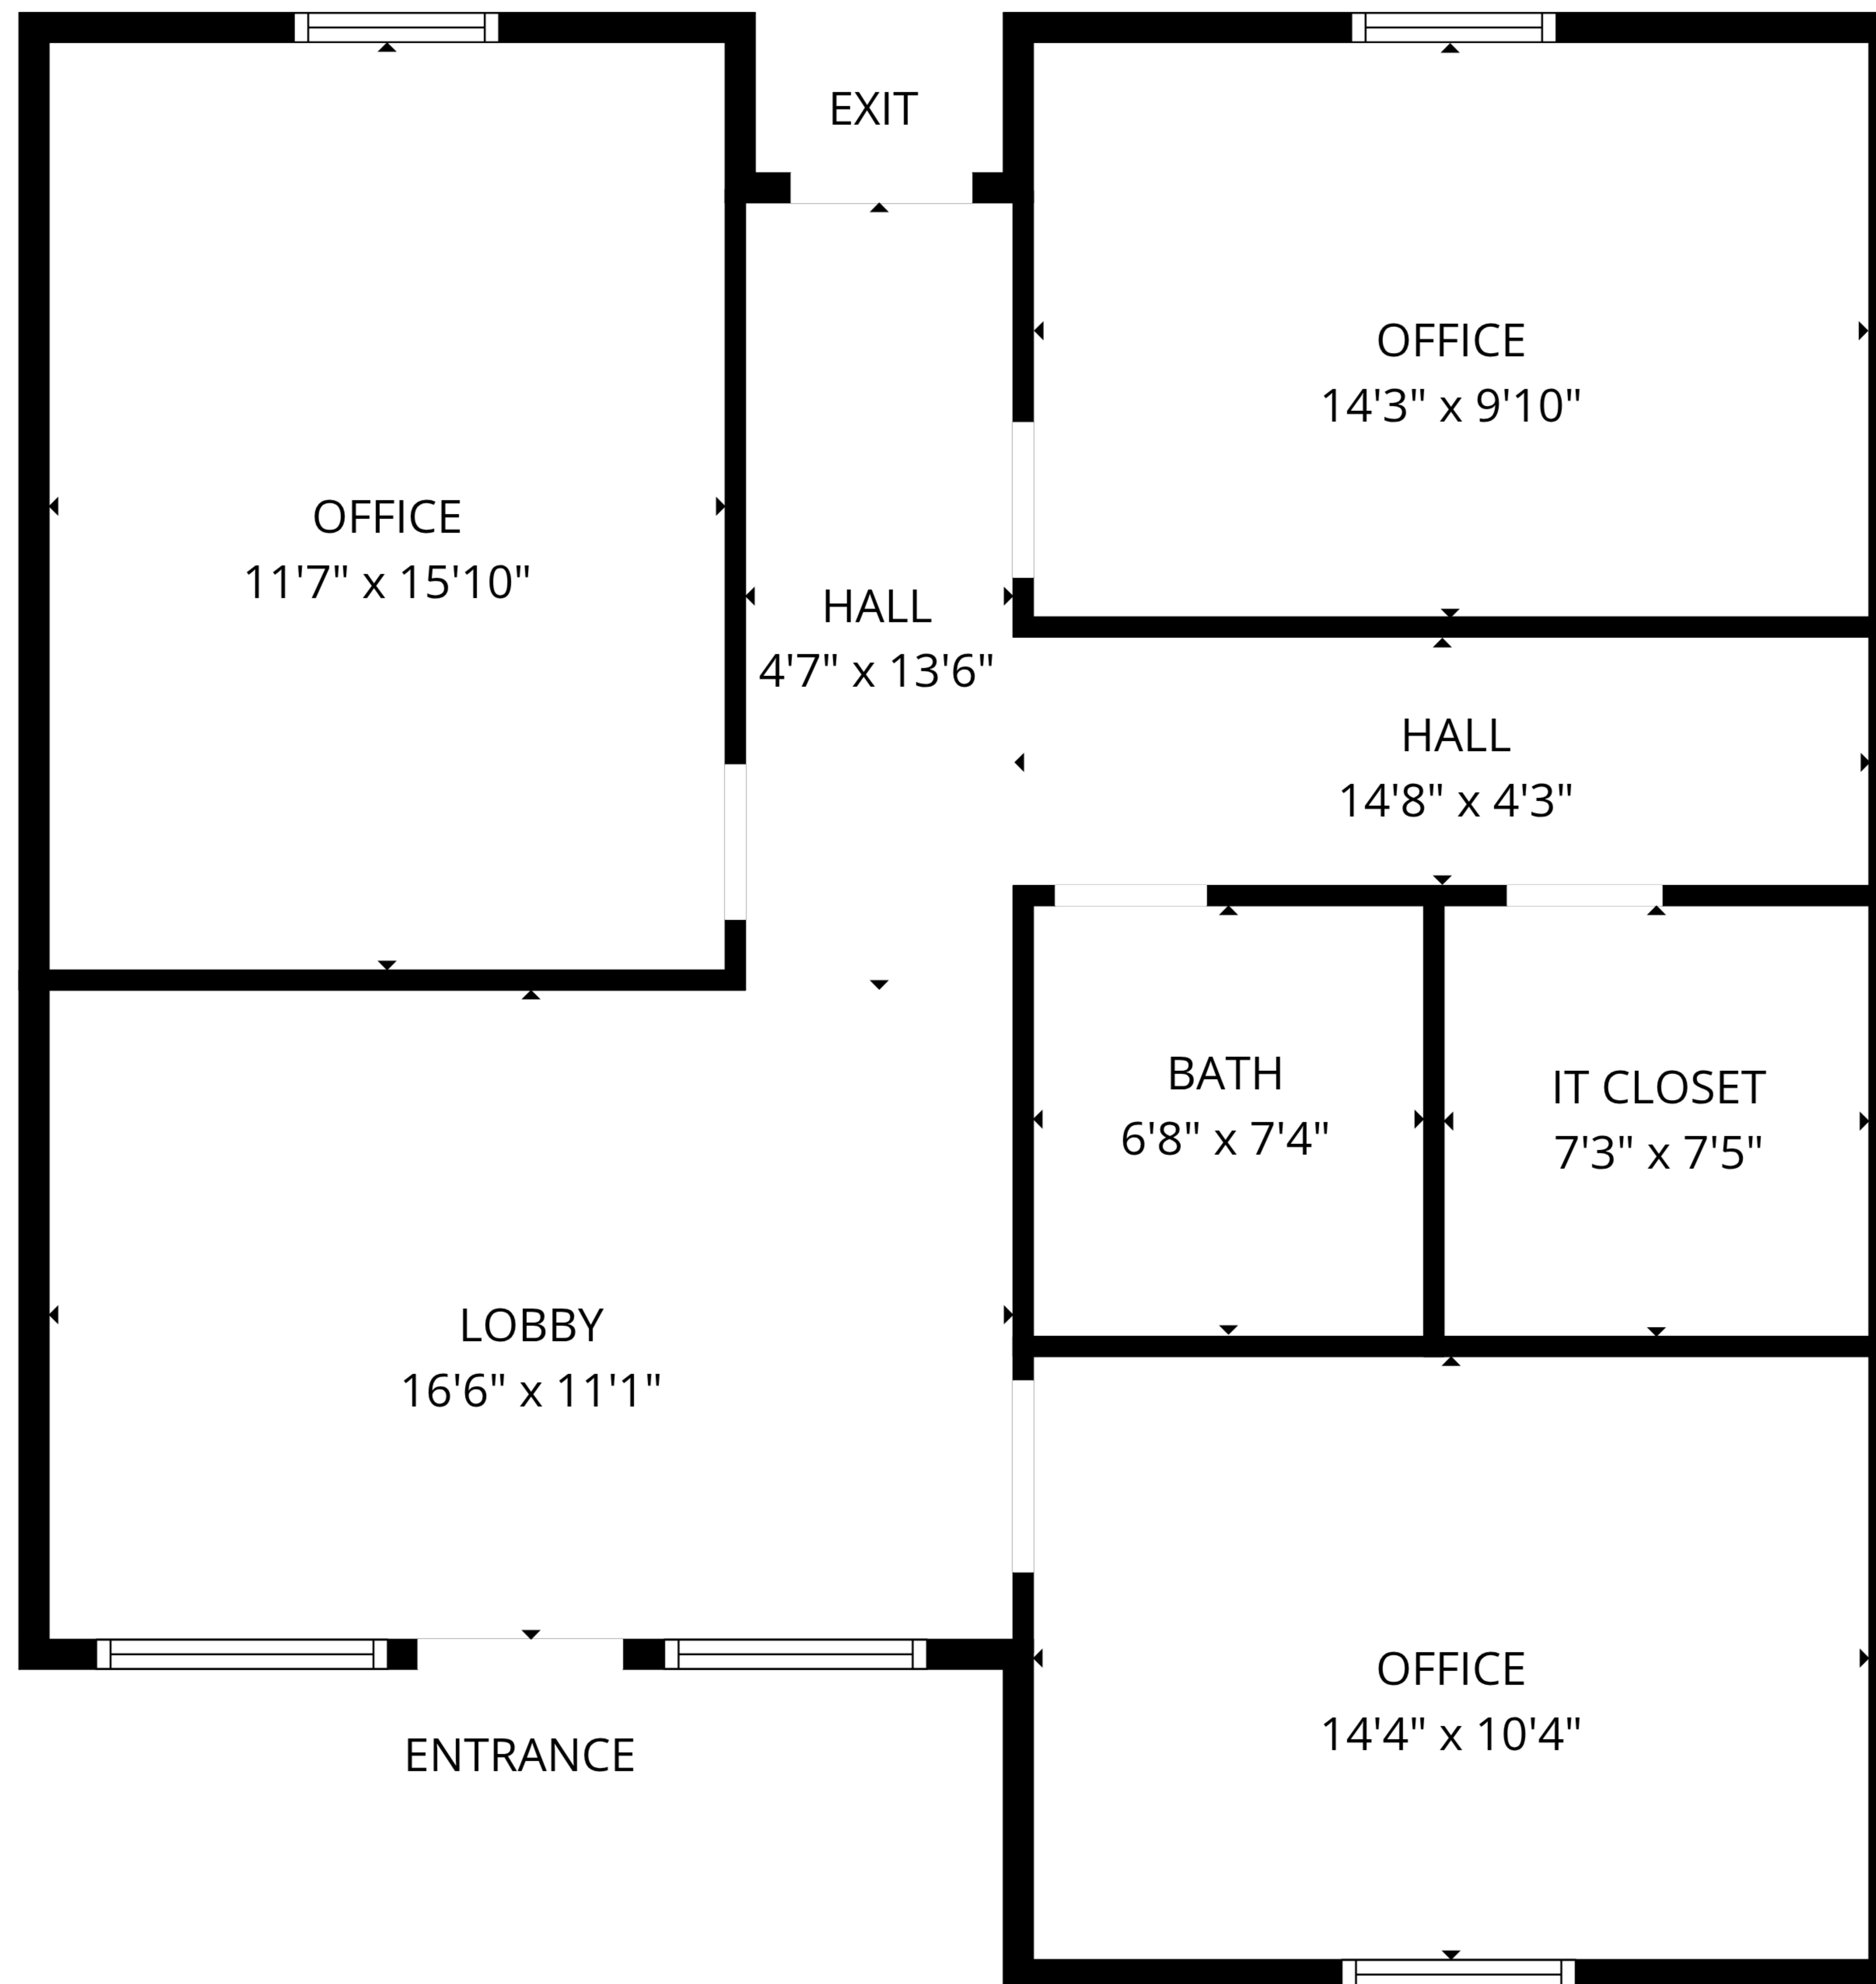 EXIT
OFFICE
14'3" x 9'10"
OFFICE
11'7" x 15'10"
HALL
4'7" x 13'6"
HALL
14'8" x 4'3"
BATH
6'8" x 7'4"
IT CLOSET
7'3" x 7'5"
LOBBY
16'6" x 11'1"
OFFICE
14'4" x 10'4"
ENTRANCE